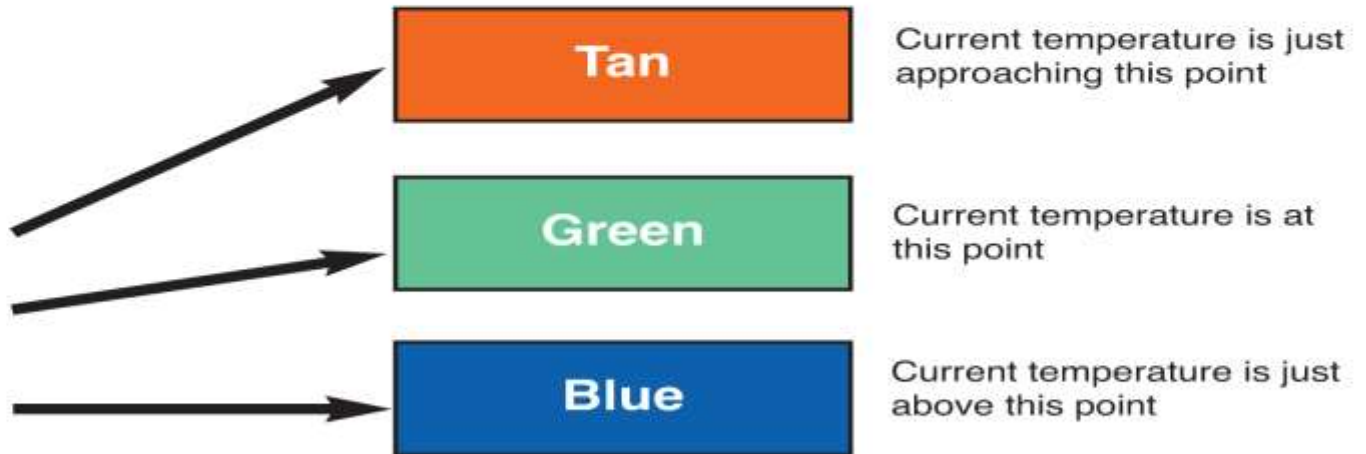 Tan
Current temperature is just
approaching this point
Green
Current temperature is at
this point
Blue
Current temperature is just
above this point